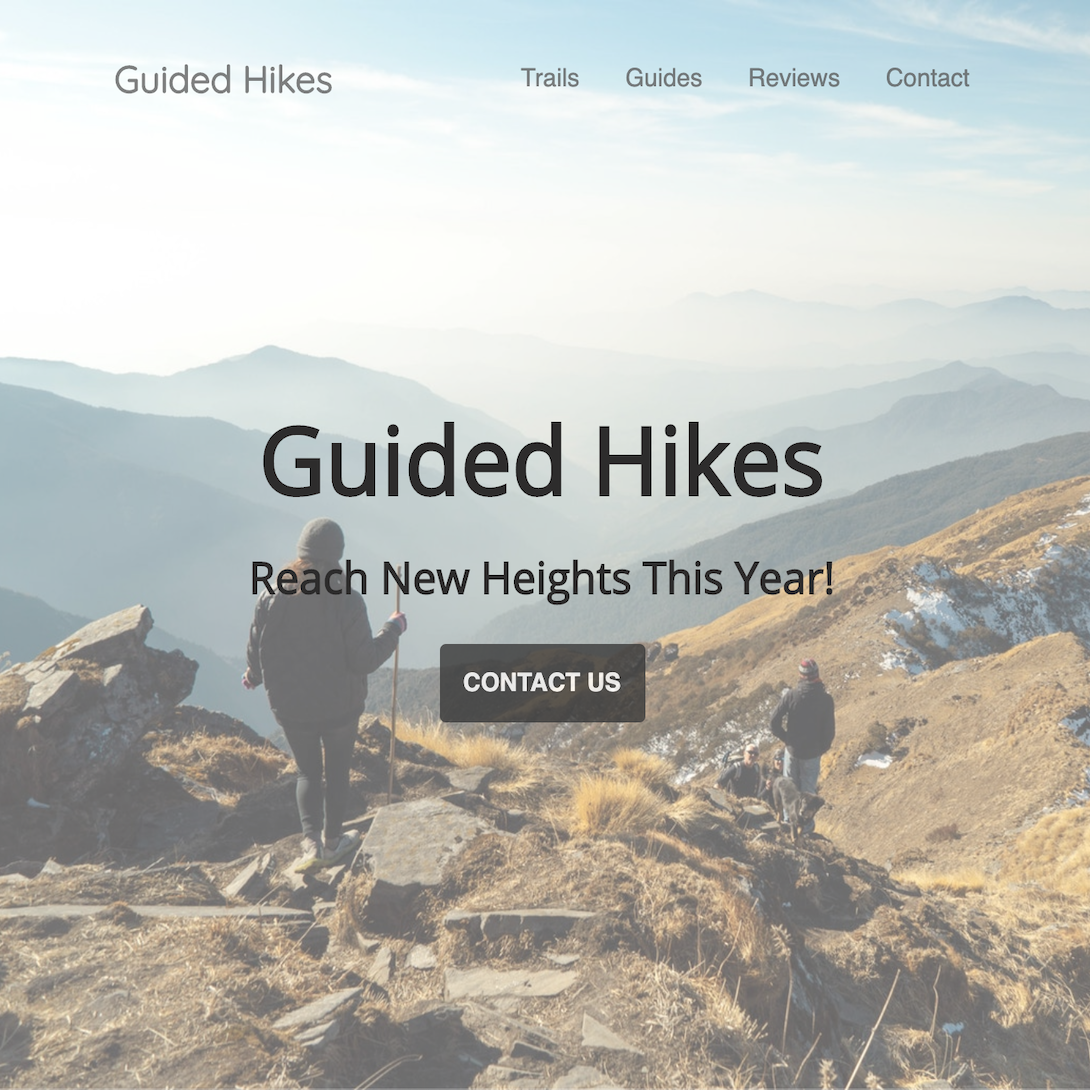 Guided Hikes
Trails Guides Reviews Contact
Guided Hikes
Reach New Heights This Year!
CONTACT US